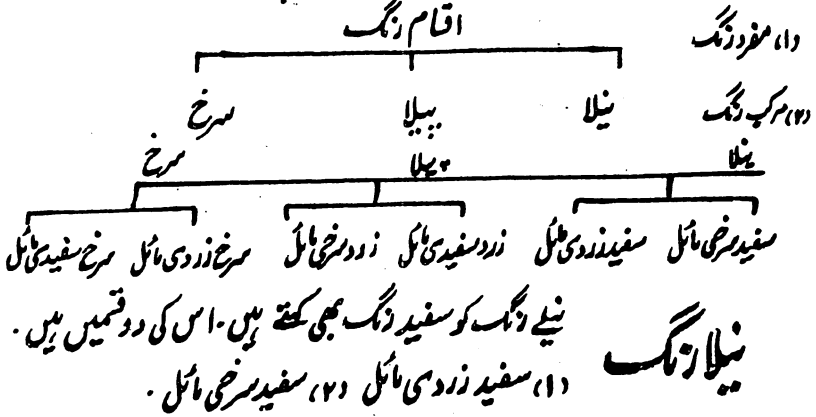 اقسام رنگ
(۱) مفرد رنگ
نیلا پیلا سرخ
(۲) مرکب رنگ
نیلا پیلا سرخ
سفید سرخی مائل سفید زردی مائل زرد سفیدی مائل زرد سرخی مائل سرخ زردی مائل سرخ سفیدی مائل
نیلا رنگ
نیلے رنگ کو سفید رنگ بھی کہتے ہیں۔ اس کی دو قسمیں ہیں۔
(۱) سفید زردی مائل (۲) سفید سرخی مائل۔